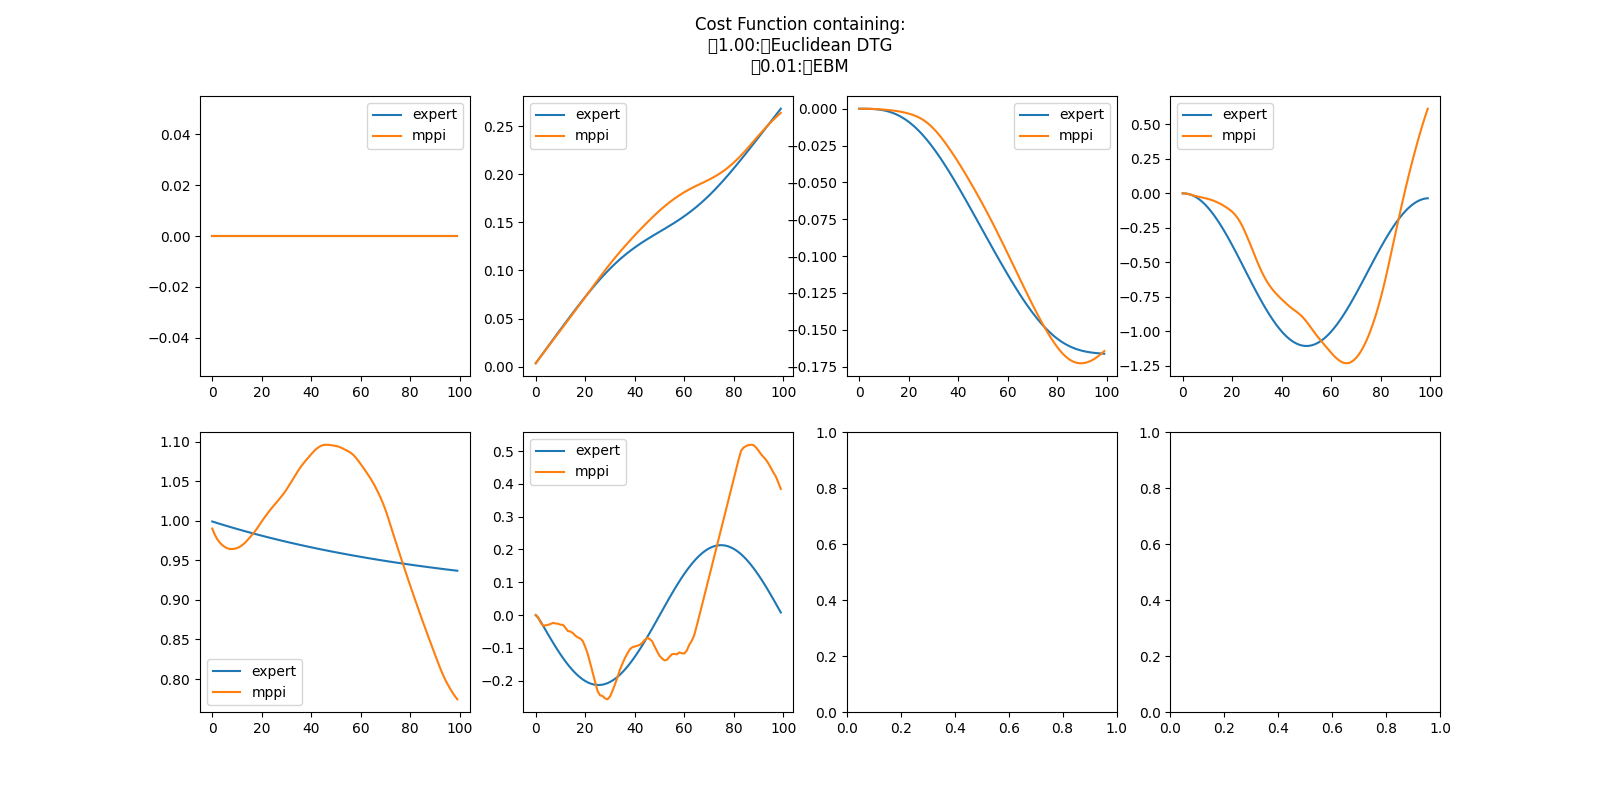 Cost Function containing:
1.00: Euclidean DTG
0.01: EBM
expert
mppi
0.04
0.02
0.00
−0.02
−0.04
0 20 40 60 80 100
expert
mppi
0.25
0.20
0.15
0.10
0.05
0.00
0 20 40 60 80 100
expert
mppi
0.000
−0.025
−0.050
−0.075
−0.100
−0.125
−0.150
−0.175
0 20 40 60 80 100
expert
mppi
0.50
0.25
0.00
−0.25
−0.50
−0.75
−1.00
−1.25
0 20 40 60 80 100
1.10
1.05
1.00
0.95
0.90
0.85
0.80
expert
mppi
0 20 40 60 80 100
expert
mppi
0.5
0.4
0.3
0.2
0.1
0.0
−0.1
−0.2
0 20 40 60 80 100
1.0
0.8
0.6
0.4
0.2
0.0
0.0 0.2 0.4 0.6 0.8 1.0
1.0
0.8
0.6
0.4
0.2
0.0
0.0 0.2 0.4 0.6 0.8 1.0